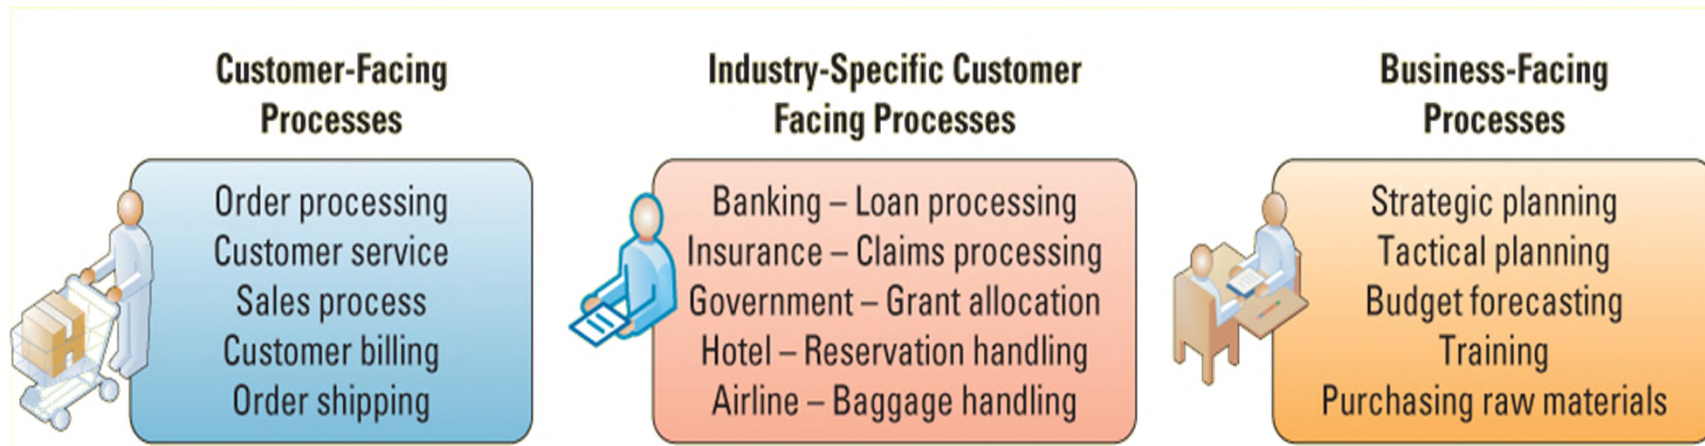 Customer-Facing
Processes
Order processing
Customer service
Sales process
Customer billing
Order shipping
Industry-Specific Customer
Facing Processes
Banking – Loan processing
Insurance – Claims processing
Government – Grant allocation
Hotel – Reservation handling
Airline – Baggage handling
Business-Facing
Processes
Strategic planning
Tactical planning
Budget forecasting
Training
Purchasing raw materials